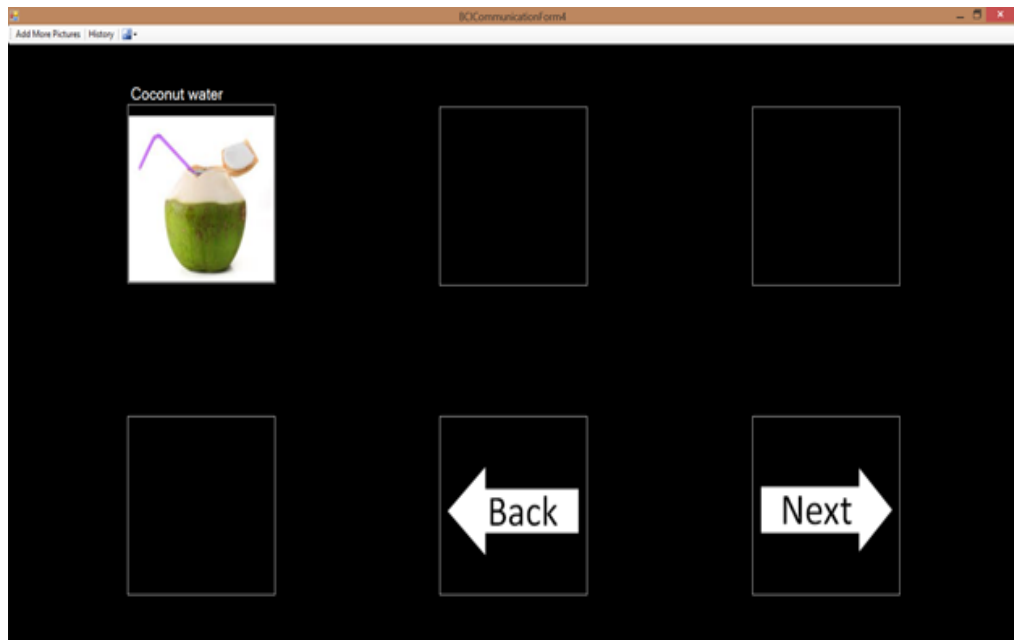 BCICommunicationForm4
Add More Pictures History
Coconut water
Back
Next